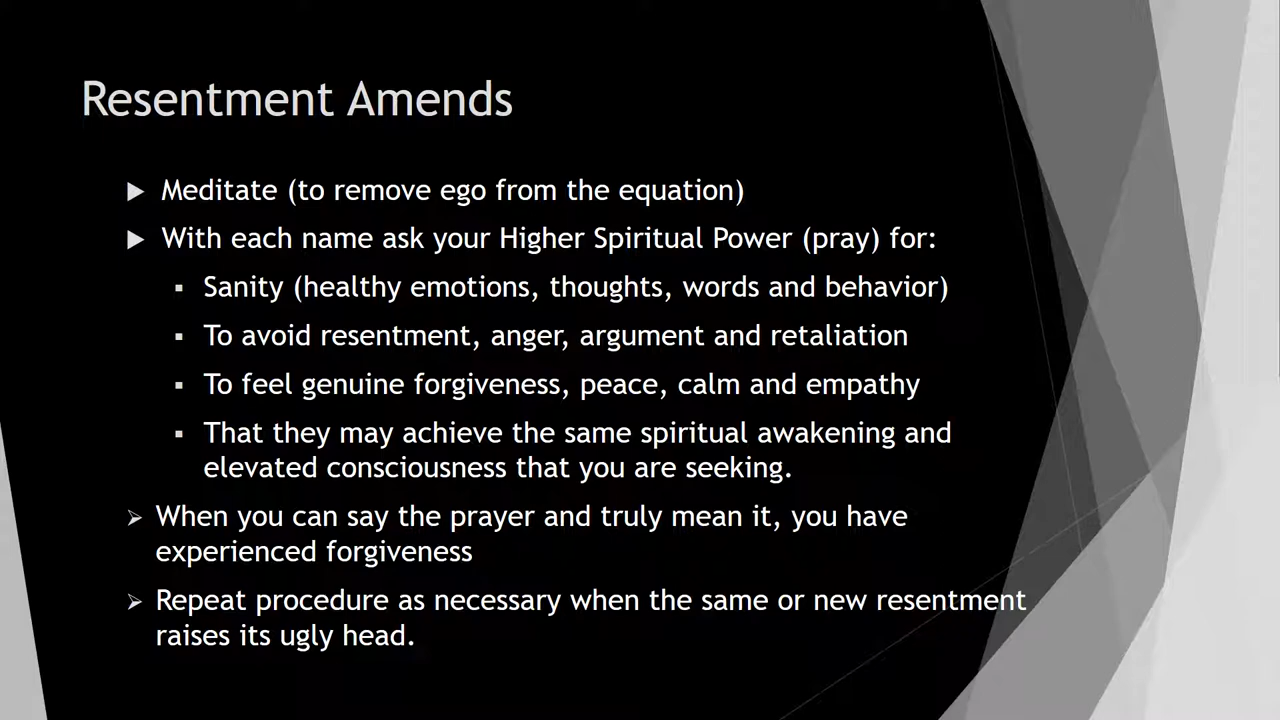 Resentment Amends
Meditate (to remove ego from the equation)
With each name ask your Higher Spiritual Power (pray) for:
Sanity (healthy emotions, thoughts, words and behavior)
To avoid resentment, anger, argument and retaliation
To feel genuine forgiveness, peace, calm and empathy
That they may achieve the same spiritual awakening and
elevated consciousness that you are seeking.
When you can say the prayer and truly mean it, you have
experienced forgiveness
Repeat procedure as necessary when the same or new resentment
raises its ugly head.